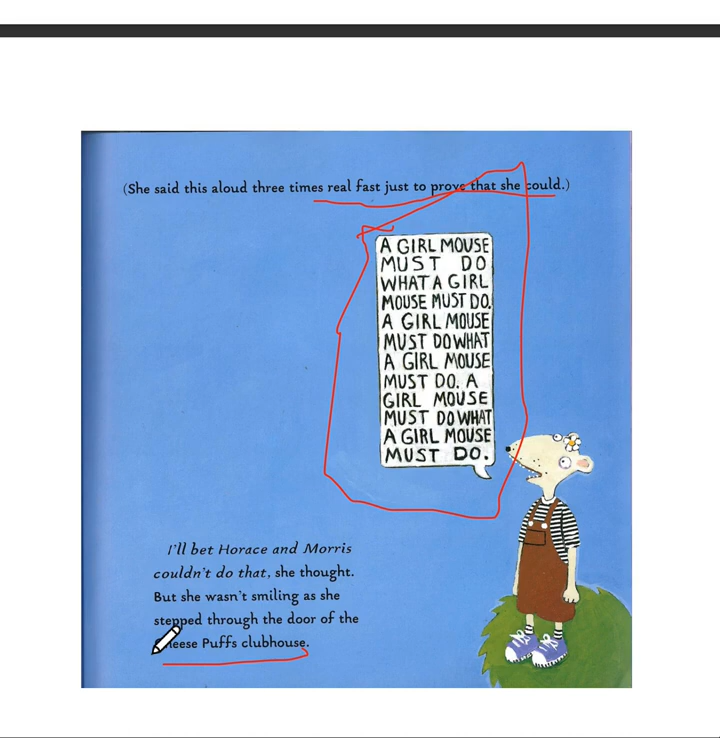 (She said this aloud three times real fast just to prove that she could.)
A GIRL MOUSE
MUST DO
WHAT A GIRL
MOUSE MUST DO.
A GIRL MOUSE
MUST DO WHAT
A GIRL MOUSE
MUST DO. A
GIRL MOUSE
MUST DO WHAT
A GIRL MOUSE
MUST DO.
I'll bet Horace and Morris
couldn't do that, she thought.
But she wasn't smiling as she
stepped through the door of the
Cheese Puffs clubhouse.